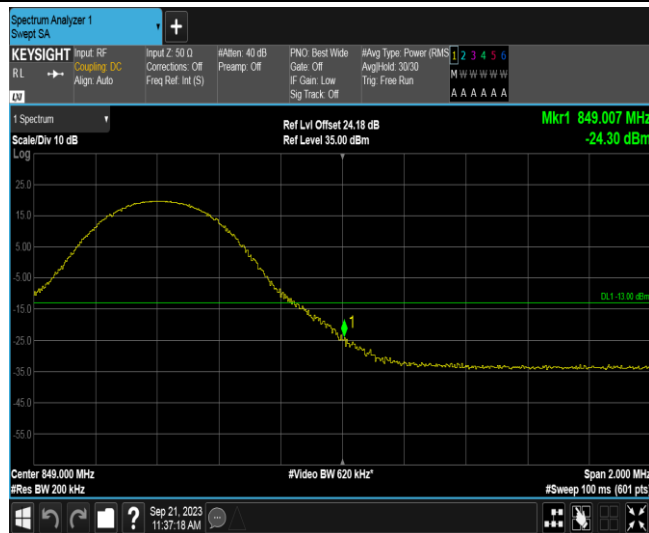 Spectrum Analyzer 1
Swept SA
+
KEYSIGHT
RL
LXI
Input: RF
Coupling: DC
Align: Auto
Input Z: 50 Ω
Corrections: Off
Freq Ref: Int (S)
#Atten: 40 dB
Preamp: Off
PNO: Best Wide
Gate: Off
IF Gain: Low
Sig Track: Off
#Avg Type: Power (RMS
Avg|Hold: 30/30
Trig: Free Run
1 2 3 4 5 6
M W W W W W
A A A A A A
1 Spectrum
Scale/Div 10 dB
Log
Ref Lvl Offset 24.18 dB
Ref Level 35.00 dBm
Mkr1 849.007 MHz
-24.30 dBm
25.0
15.0
5.00
-5.00
-15.0
-25.0
-35.0
-45.0
-55.0
DL1 -13.00 dBm
1
Center 849.000 MHz
#Res BW 200 kHz
#Video BW 620 kHz*
Span 2.000 MHz
#Sweep 100 ms (601 pts)
?
Sep 21, 2023
11:37:18 AM